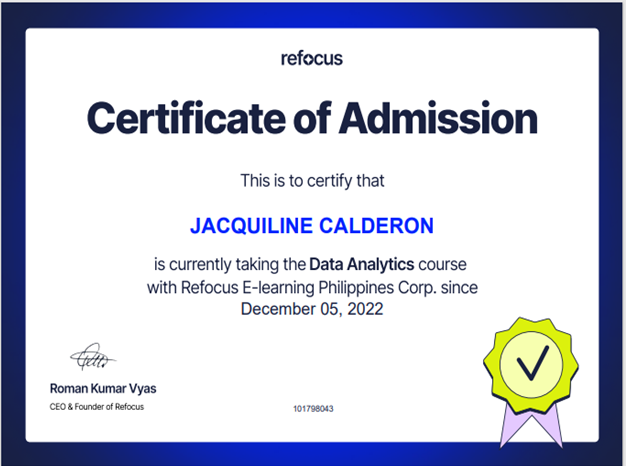 refocus
Certificate of Admission
This is to certify that
JACQUILINE CALDERON
is currently taking the Data Analytics course
with Refocus E-learning Philippines Corp. since
December 05, 2022
Roman Kumar Vyas
CEO & Founder of Refocus
101798043